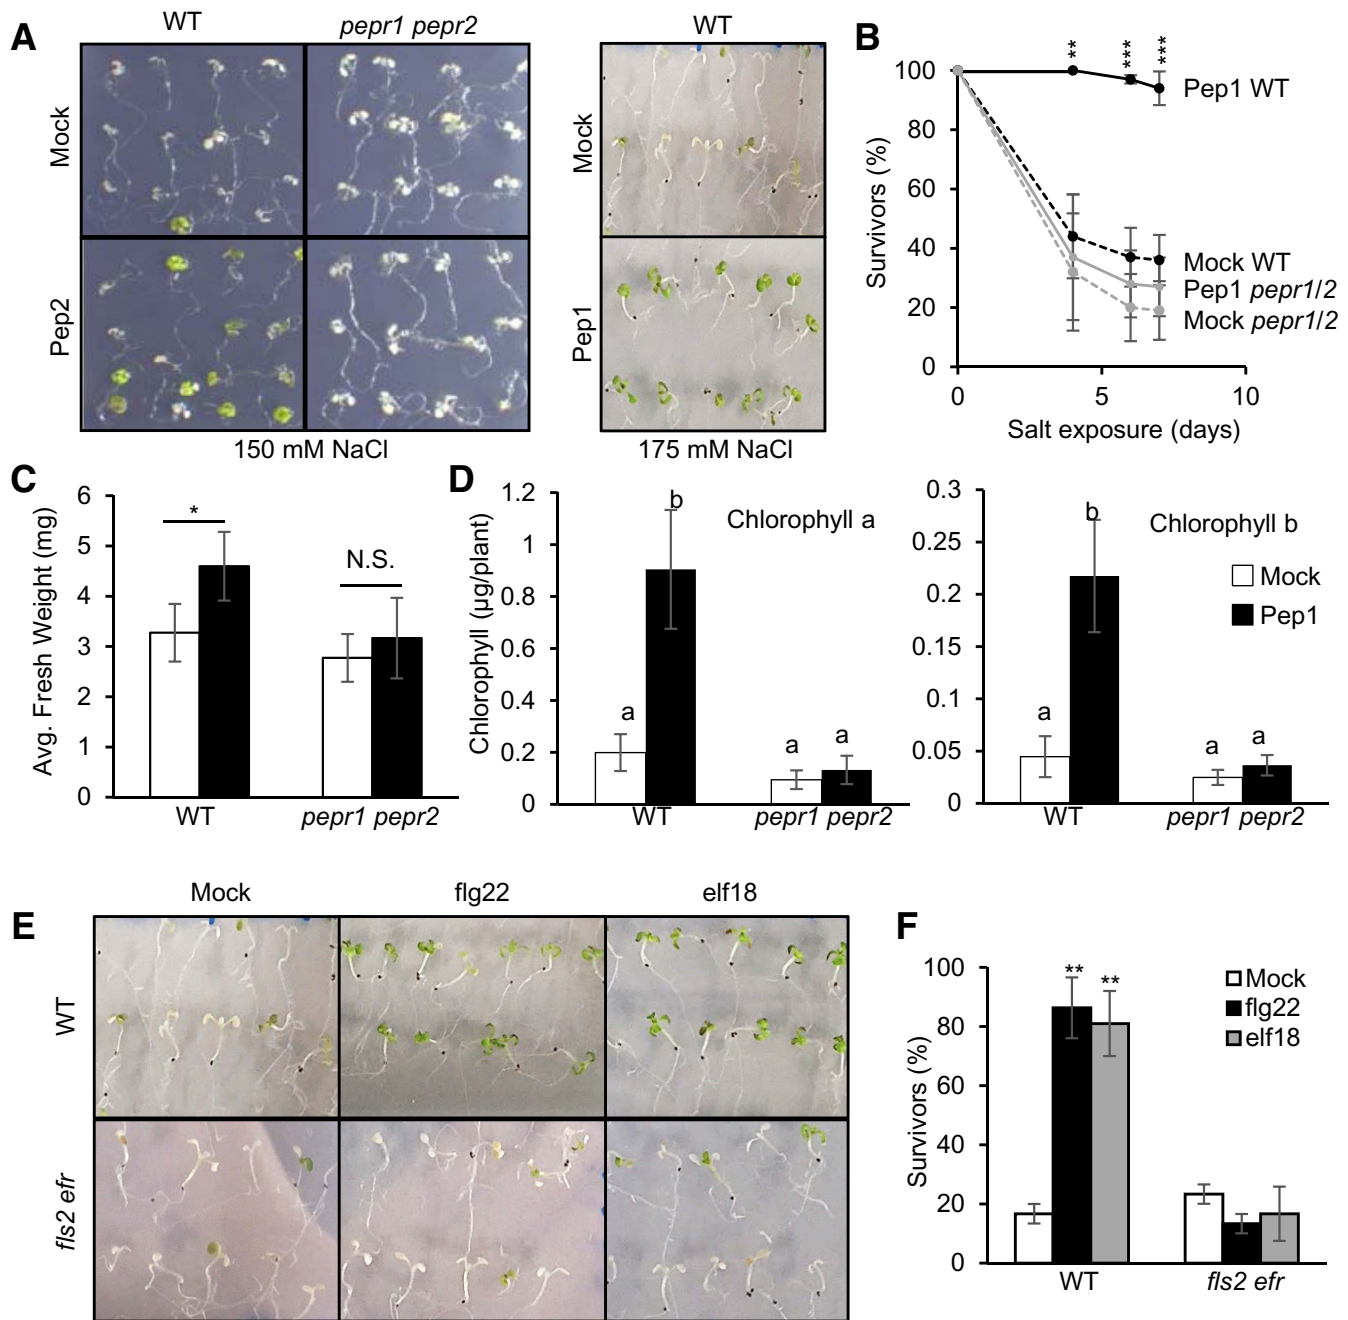 A
WT
pepr1 pepr2
WT
Mock
Mock
Pep2
Pep1
150 mM NaCl
175 mM NaCl
B
** *** ***
100
80
60
40
20
0
Survivors (%)
Pep1 WT
Mock WT
Pep1 pepr1/2
Mock pepr1/2
0 5 10
Salt exposure (days)
C
6
5
4
3
2
1
0
Avg. Fresh Weight (mg)
*
N.S.
WT
pepr1 pepr2
D
1.2
1
0.8
0.6
0.4
0.2
0
Chlorophyll (µg/plant)
Chlorophyll a
a
b
a
a
WT
pepr1 pepr2
0.3
0.25
0.2
0.15
0.1
0.05
0
Chlorophyll b
Mock
Pep1
a
b
a
a
WT
pepr1 pepr2
E
Mock
flg22
elf18
WT
fls2 efr
F
100
80
60
40
20
0
Survivors (%)
**
**
Mock
flg22
elf18
WT
fls2 efr